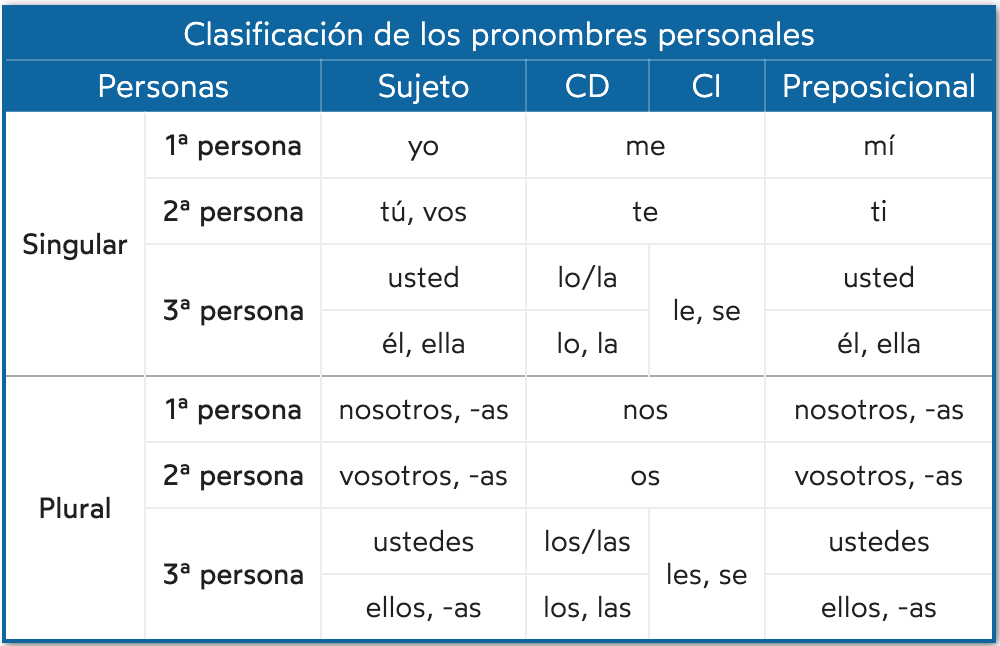 Clasificación de los pronombres personales
Personas Sujeto CD CI Preposicional
1ª persona yo me mí
2ª persona tú, vos te ti
Singular
usted lo/la usted
3ª persona le, se
él, ella lo, la él, ella
1ª persona nosotros, -as nos nosotros, -as
2ª persona vosotros, -as os vosotros, -as
Plural
ustedes los/las ustedes
3ª persona les, se
ellos, -as los, las ellos, -as